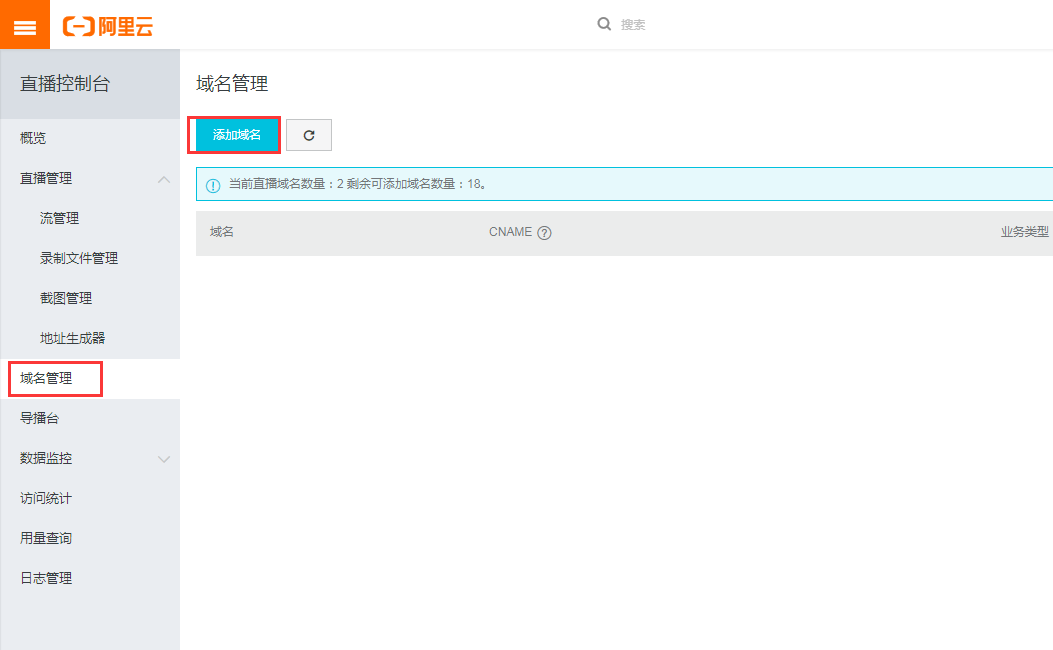 阿里云
搜索
直播控制台
概览
直播管理
流管理
录制文件管理
截图管理
地址生成器
域名管理
导播台
数据监控
访问统计
用量查询
日志管理
域名管理
添加域名
当前直播域名数量：2 剩余可添加域名数量：18。
域名 CNAME ? 业务类型